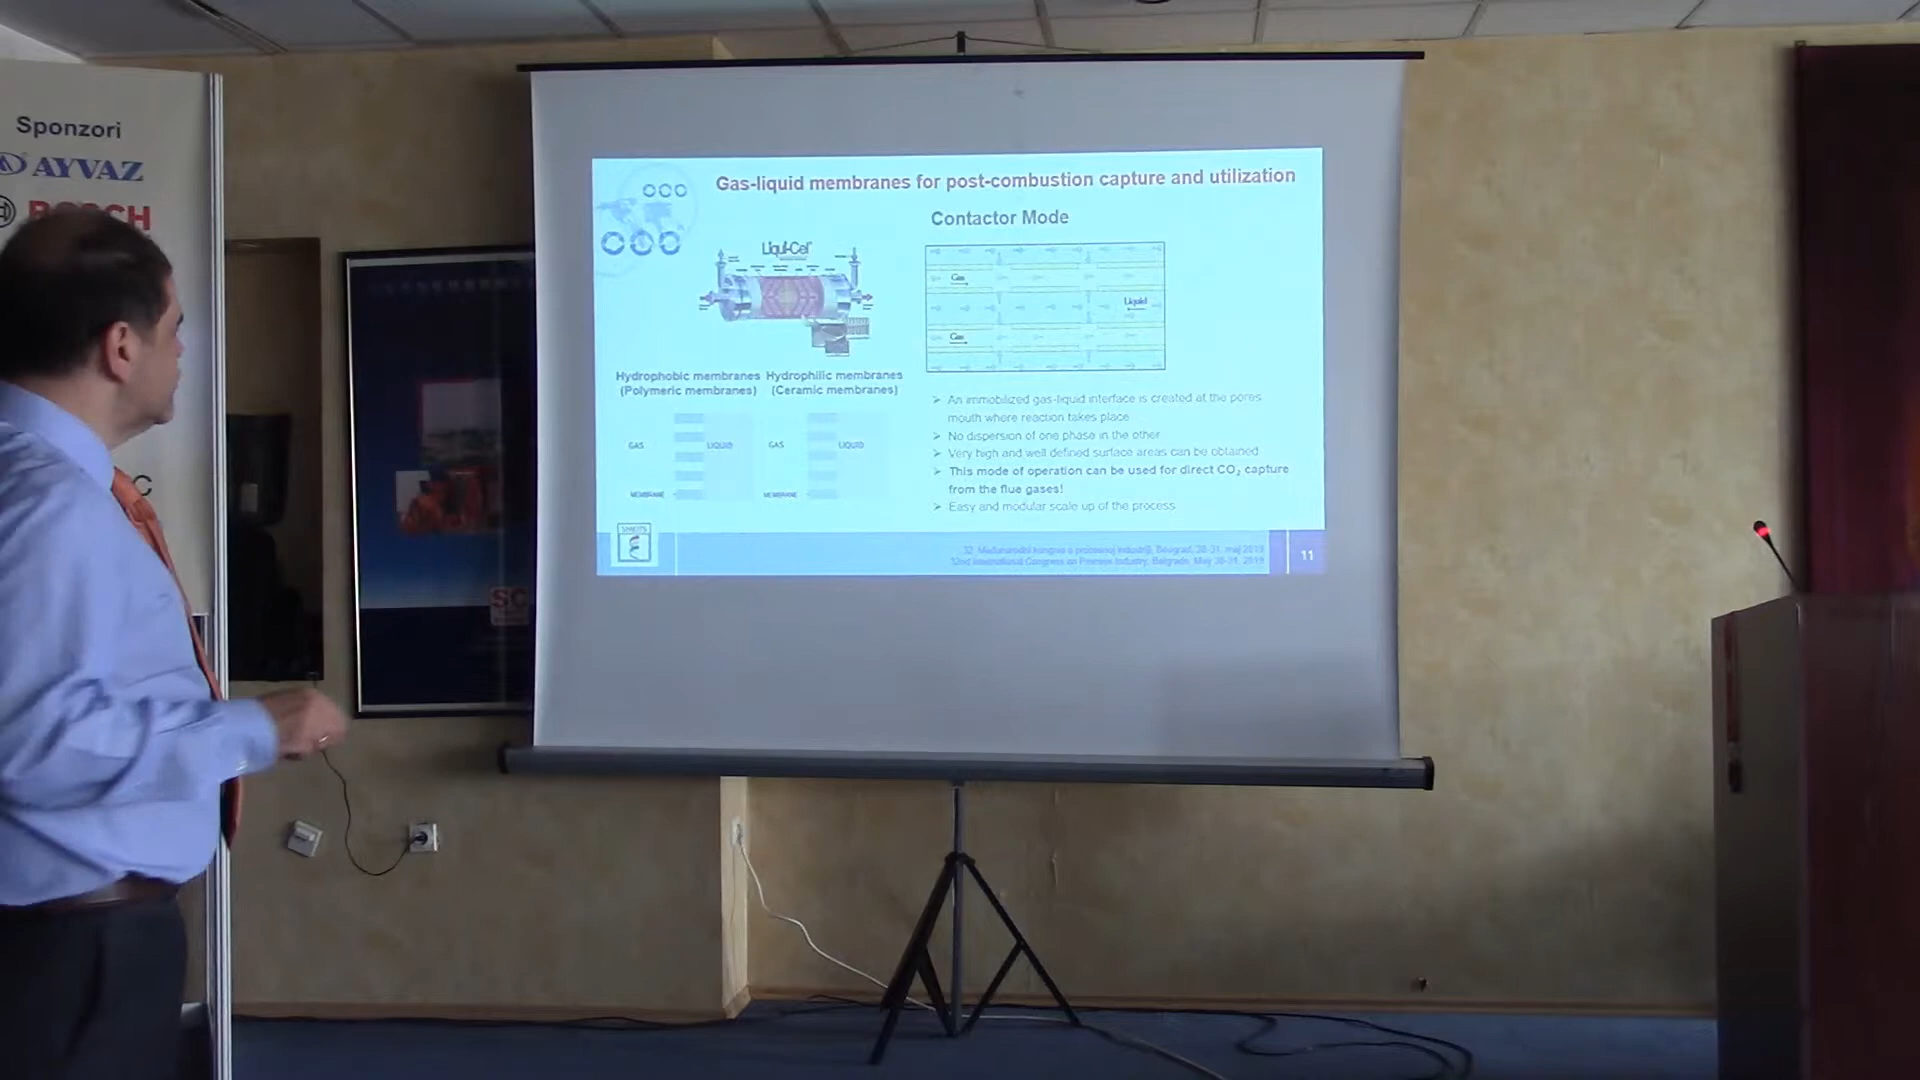 Sponzori
AYVAZ
BOSCH
C
SC
Gas-liquid membranes for post-combustion capture and utilization
Contactor Mode
Liqui-Cel
Gas
Liquid
Gas
Hydrophobic membranes
(Polymeric membranes)
Hydrophilic membranes
(Ceramic membranes)
GAS
LIQUID
MEMBRANE
GAS
LIQUID
MEMBRANE
➢ An immobilized gas-liquid interface is created at the pores
mouth where reaction takes place
➢ No dispersion of one phase in the other
➢ Very high and well defined surface areas can be obtained
➢ This mode of operation can be used for direct CO₂ capture
from the flue gases!
➢ Easy and modular scale up of the process
SMEITS
32. Međunarodni kongres o procesnoj industriji, Beograd, 30-31. maj 2019
32nd International Congress on Process Industry, Belgrade, May 30-31, 2019
11